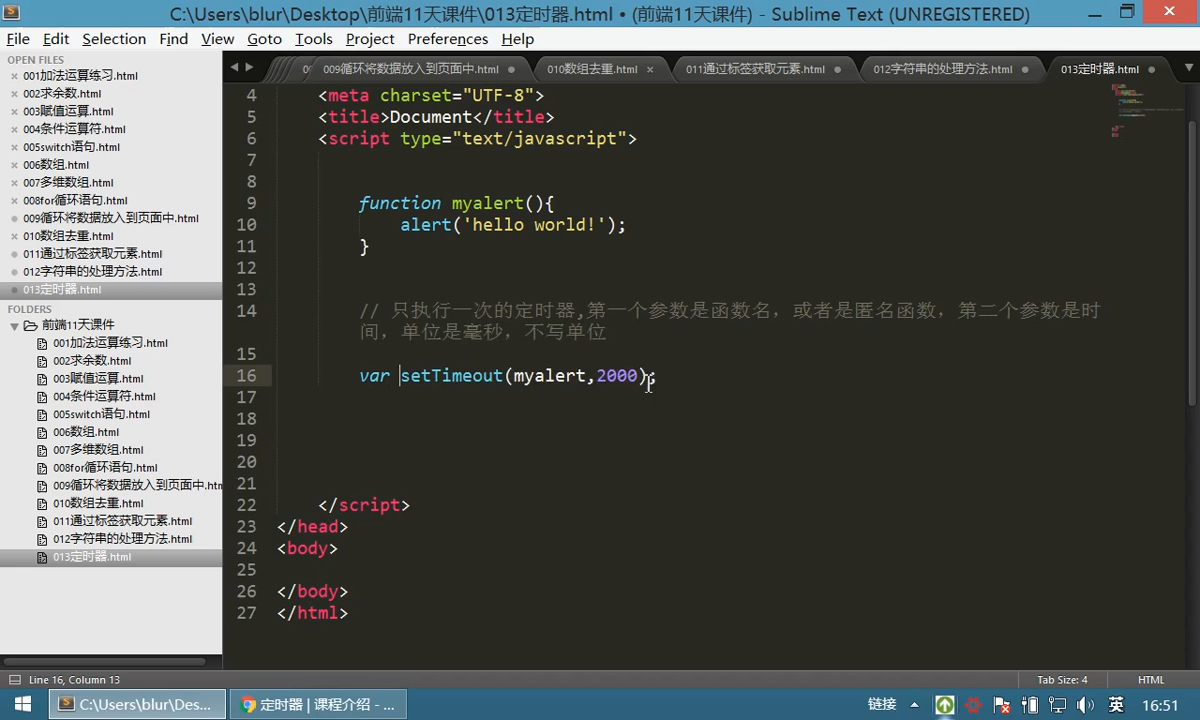 C:\Users\blur\Desktop\前端11天课件\013定时器.html • (前端11天课件) - Sublime Text (UNREGISTERED)
File Edit Selection Find View Goto Tools Project Preferences Help
OPEN FILES
001加法运算练习.html
002求余数.html
003赋值运算.html
004条件运算符.html
005switch语句.html
006数组.html
007多维数组.html
008for循环语句.html
009循环将数据放入到页面中.html
010数组去重.html
011通过标签获取元素.html
012字符串的处理方法.html
013定时器.html
FOLDERS
前端11天课件
001加法运算练习.html
002求余数.html
003赋值运算.html
004条件运算符.html
005switch语句.html
006数组.html
007多维数组.html
008for循环语句.html
009循环将数据放入到页面中.htm
010数组去重.html
011通过标签获取元素.html
012字符串的处理方法.html
013定时器.html
009循环将数据放入到页面中.html 010数组去重.html 011通过标签获取元素.html 012字符串的处理方法.html 013定时器.html
4 <meta charset="UTF-8">
5 <title>Document</title>
6 <script type="text/javascript">
7
8
9 function myalert(){
10 alert('hello world!');
11 }
12
13
14 // 只执行一次的定时器,第一个参数是函数名，或者是匿名函数，第二个参数是时
间，单位是毫秒，不写单位
15
16 var setTimeout(myalert,2000);
17
18
19
20
21
22 </script>
23 </head>
24 <body>
25
26 </body>
27 </html>
Line 16, Column 13 Tab Size: 4 HTML
C:\Users\blur\Des... 定时器 | 课程介绍 - ... 链接 英 16:51